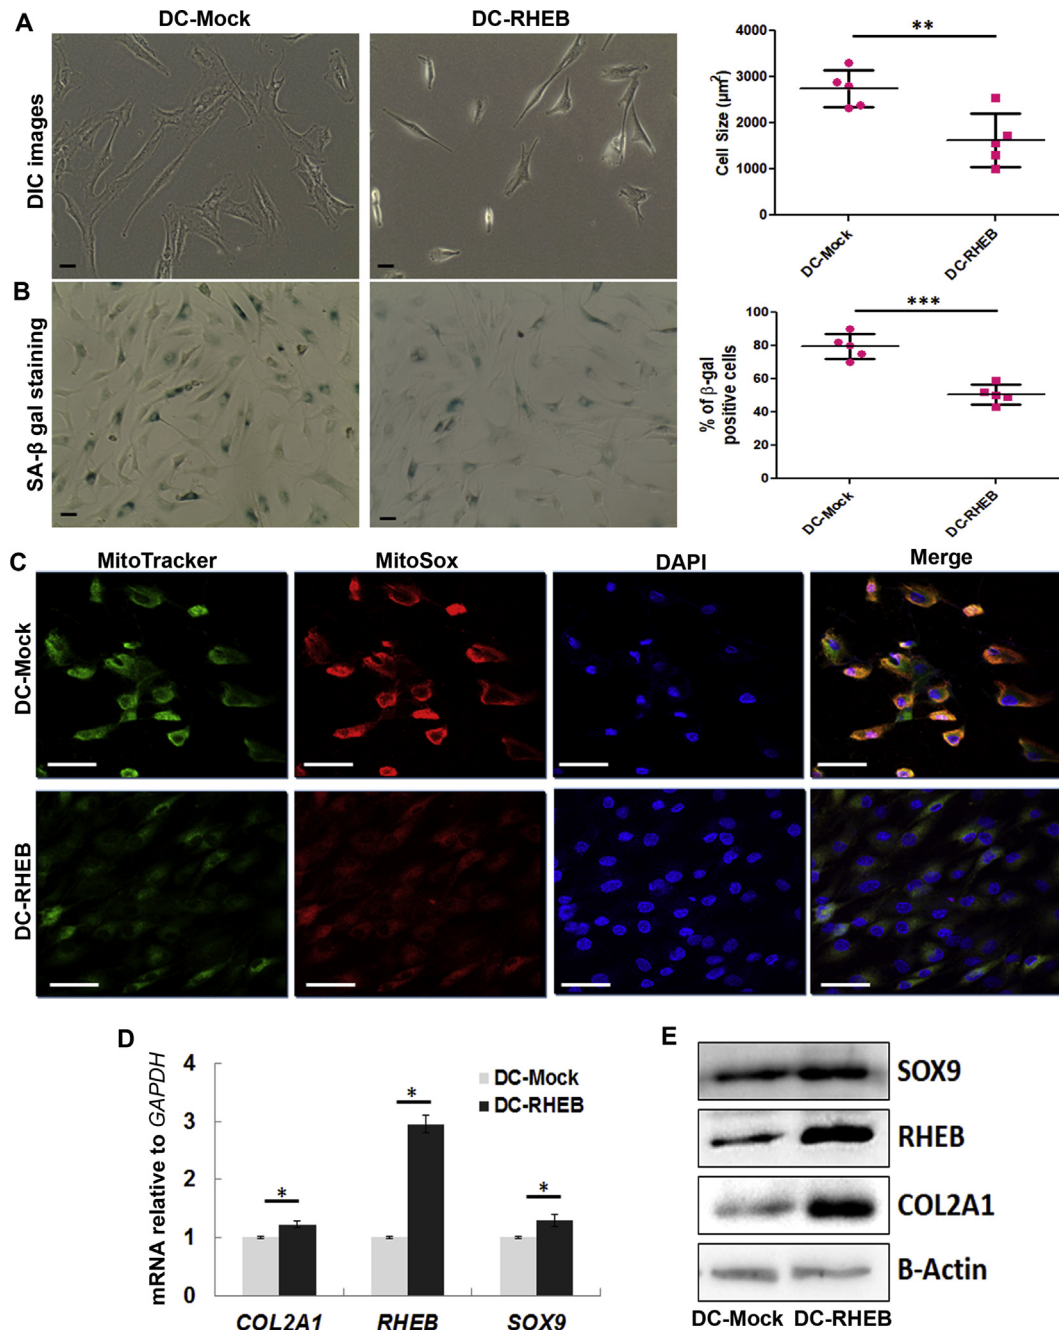 A
DC-Mock
DC-RHEB
DIC images
**
Cell Size (µm²)
4000
3000
2000
1000
0
DC-Mock
DC-RHEB
B
SA-β gal staining
***
% of β-gal
positive cells
100
80
60
40
20
0
DC-Mock
DC-RHEB
C
MitoTracker
MitoSox
DAPI
Merge
DC-Mock
DC-RHEB
D
mRNA relative to GAPDH
4
3
2
1
0
DC-Mock
DC-RHEB
*
*
*
COL2A1
RHEB
SOX9
E
SOX9
RHEB
COL2A1
B-Actin
DC-Mock DC-RHEB